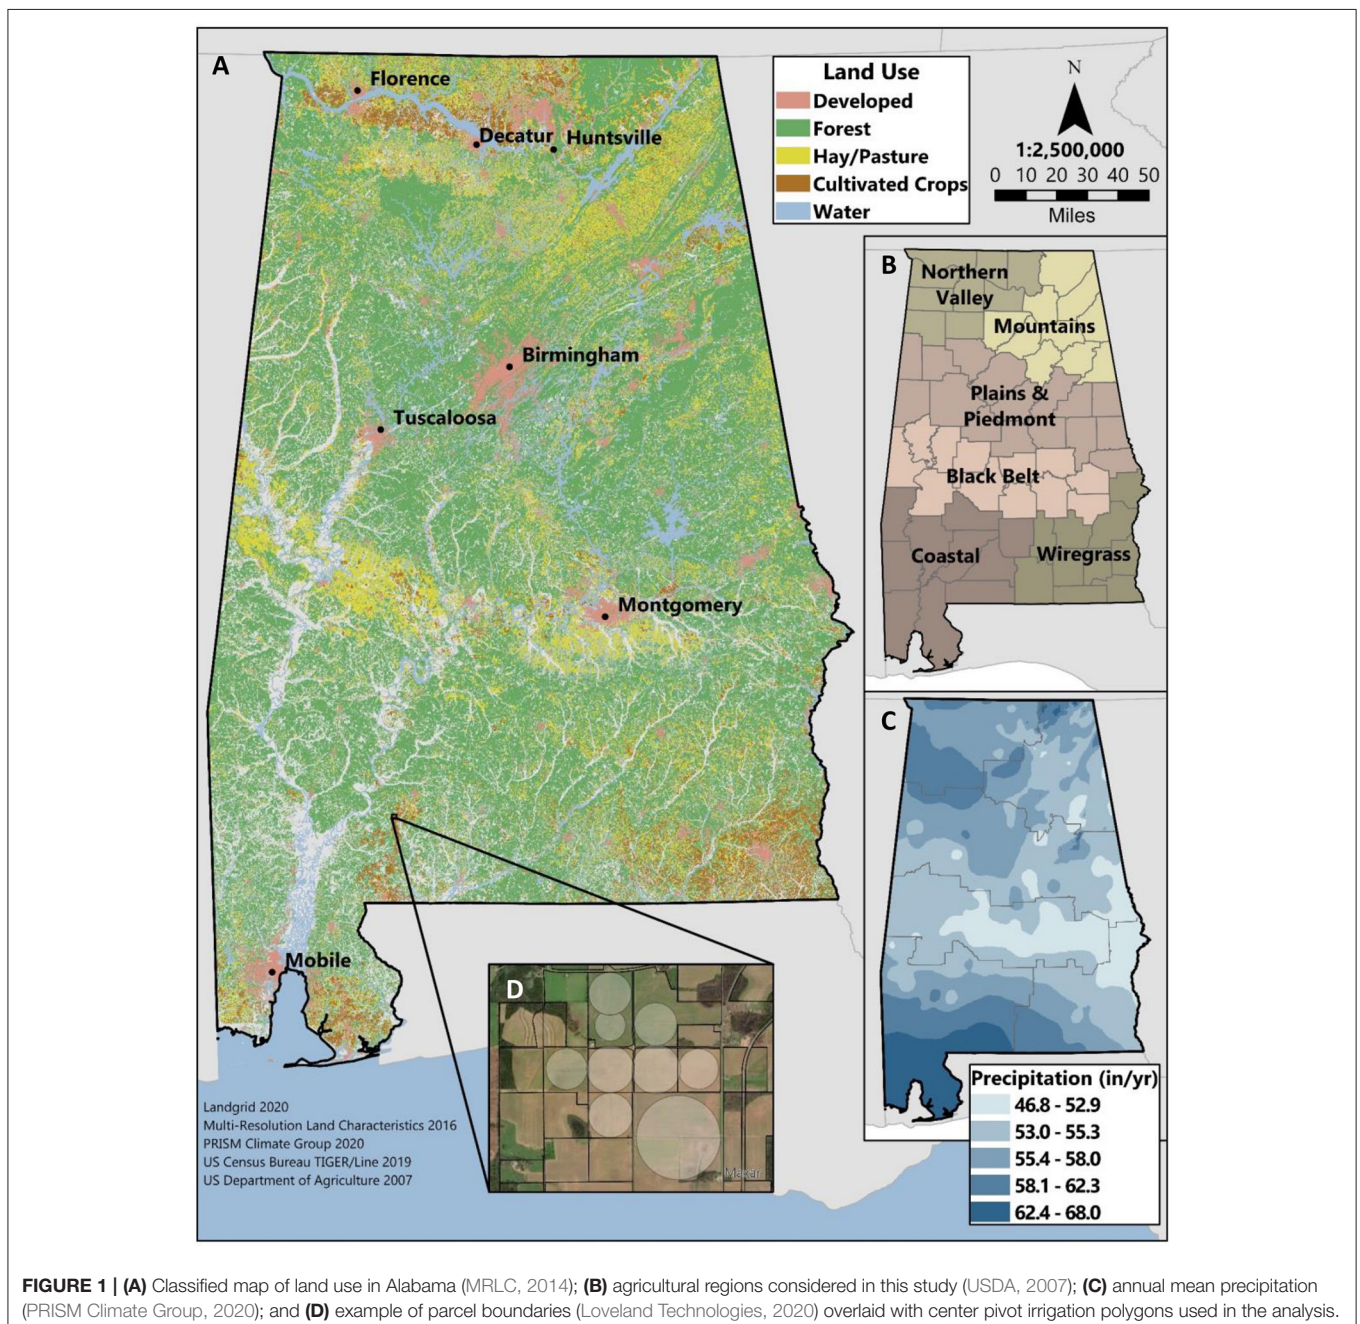 A
Florence
Decatur
Huntsville
Birmingham
Tuscaloosa
Montgomery
Mobile
Land Use
Developed
Forest
Hay/Pasture
Cultivated Crops
Water
N
1:2,500,000
0 10 20 30 40 50
Miles
B
Northern
Valley
Mountains
Plains &
Piedmont
Black Belt
Coastal
Wiregrass
C
Precipitation (in/yr)
46.8 - 52.9
53.0 - 55.3
55.4 - 58.0
58.1 - 62.3
62.4 - 68.0
D
Maxar
Landgrid 2020
Multi-Resolution Land Characteristics 2016
PRISM Climate Group 2020
US Census Bureau TIGER/Line 2019
US Department of Agriculture 2007
FIGURE 1 | (A) Classified map of land use in Alabama (MRLC, 2014); (B) agricultural regions considered in this study (USDA, 2007); (C) annual mean precipitation
(PRISM Climate Group, 2020); and (D) example of parcel boundaries (Loveland Technologies, 2020) overlaid with center pivot irrigation polygons used in the analysis.